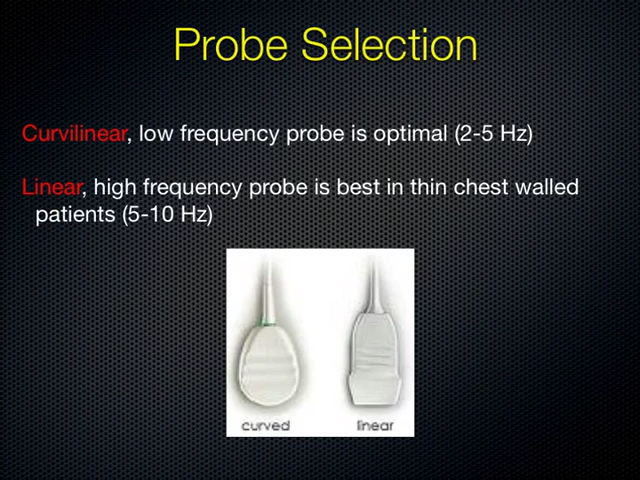 Probe Selection
Curvilinear, low frequency probe is optimal (2-5 Hz)
Linear, high frequency probe is best in thin chest walled
patients (5-10 Hz)
curved linear